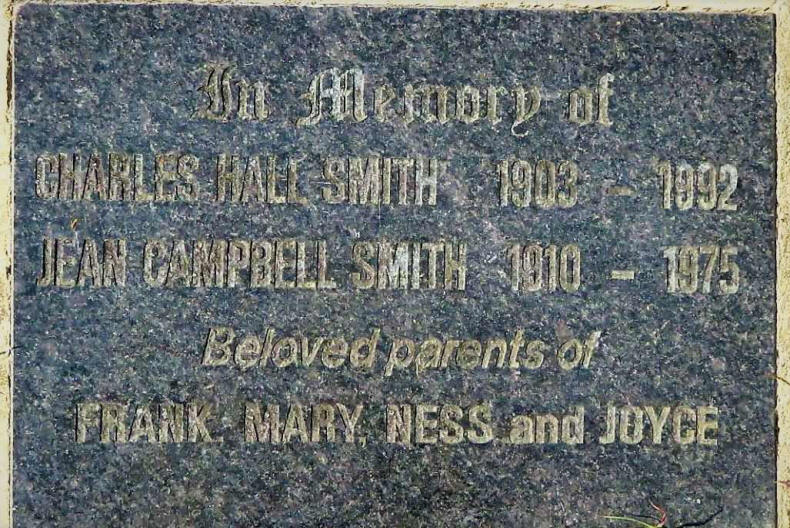 In Memory of
CHARLES HALL SMITH 1903 - 1992
JEAN CAMPBELL SMITH 1910 - 1975
Beloved parents of
FRANK, MARY, NESS and JOYCE